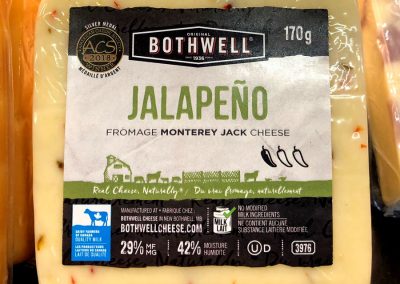 SILVER MEDAL
ACS
2018
MÉDAILLE D'ARGENT
ORIGINAL
BOTHWELL
1936
170g
JALAPEÑO
FROMAGE MONTEREY JACK CHEESE
Real Cheese, Naturally! / Du vrai fromage, naturellement
MANUFACTURED AT • FABRIQUÉ CHEZ :
BOTHWELL CHEESE IN NEW BOTHWELL MB
BOTHWELLCHEESE.COM
29% MF MG 42% MOISTURE HUMIDITÉ
MILK LAIT
NO MODIFIED
MILK INGREDIENTS
NE CONTIENT AUCUNE
SUBSTANCE LAITIÈRE MODIFIÉE
U D 3976
DAIRY FARMERS
OF CANADA
QUALITY MILK
LES PRODUCTEURS
LAITIERS DU CANADA
LAIT DE QUALITÉ